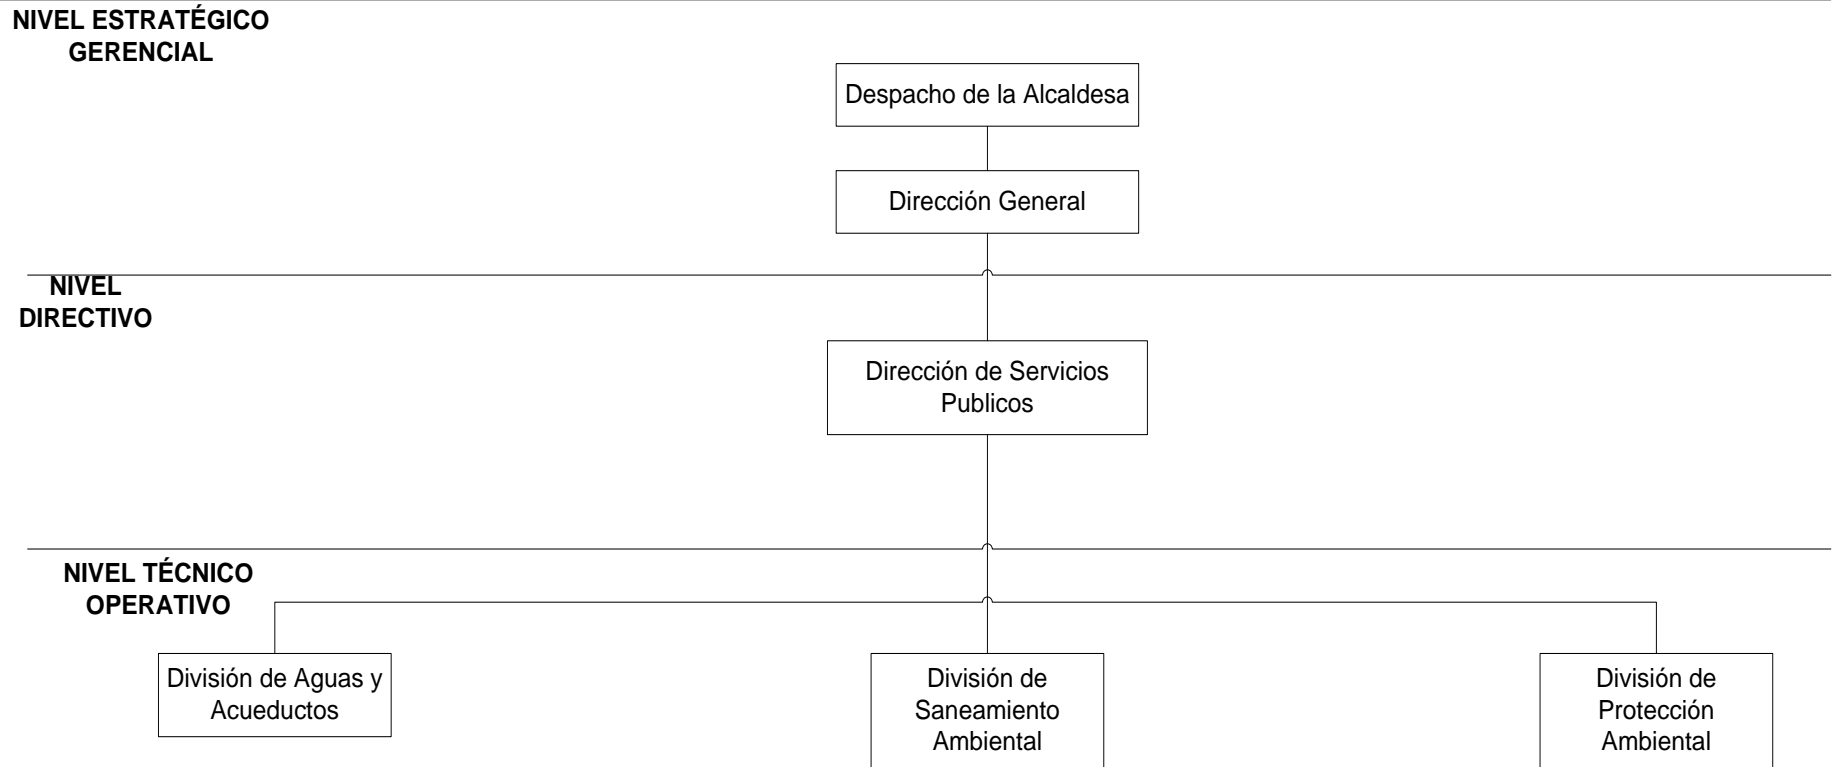 NIVEL ESTRATÉGICO
GERENCIAL
Despacho de la Alcaldesa
Dirección General
NIVEL
DIRECTIVO
Dirección de Servicios
Publicos
NIVEL TÉCNICO
OPERATIVO
División de Aguas y
Acueductos
División de
Saneamiento
Ambiental
División de
Protección
Ambiental